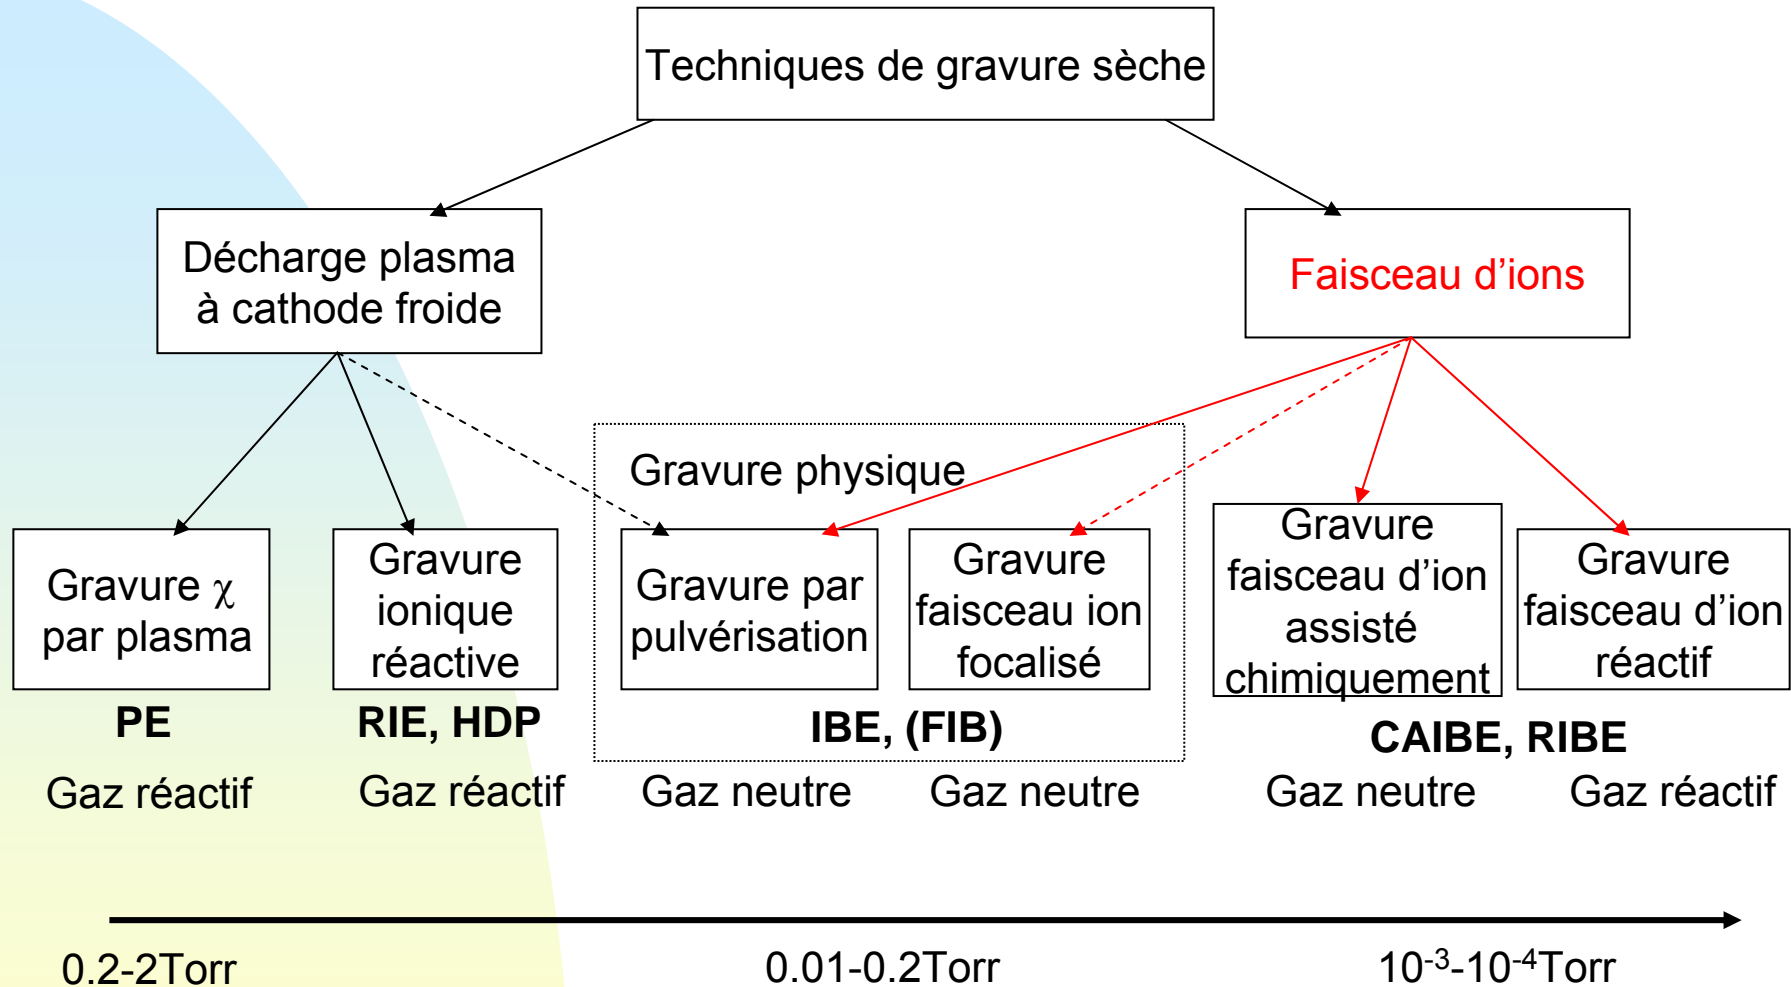 Techniques de gravure sèche
Décharge plasma
à cathode froide
Faisceau d’ions
Gravure physique
Gravure χ
par plasma
Gravure
ionique
réactive
Gravure par
pulvérisation
Gravure
faisceau ion
focalisé
Gravure
faisceau d’ion
assisté
chimiquement
Gravure
faisceau d’ion
réactif
PE
RIE, HDP
IBE, (FIB)
CAIBE, RIBE
Gaz réactif
Gaz réactif
Gaz neutre
Gaz neutre
Gaz neutre
Gaz réactif
0.2-2Torr
0.01-0.2Torr
10⁻³-10⁻⁴Torr